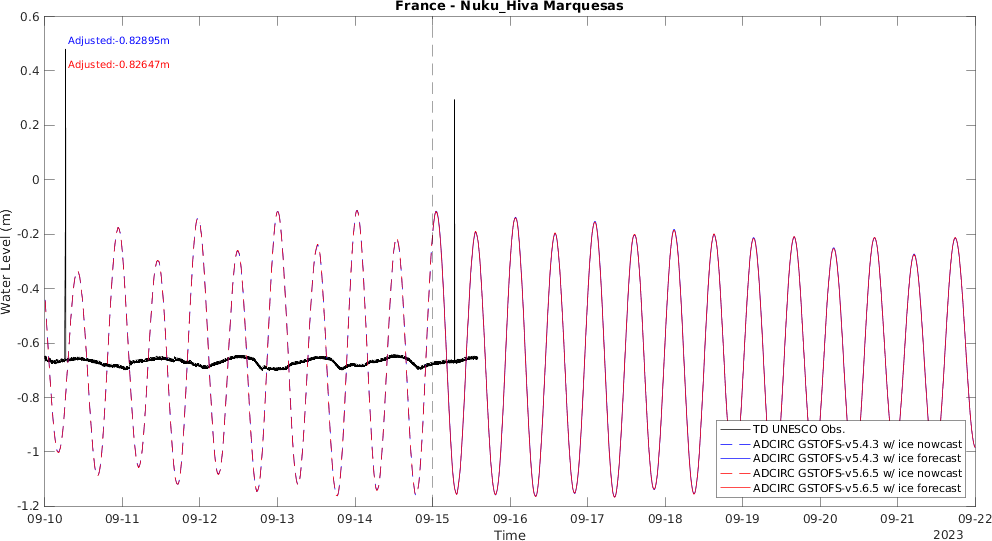 France - Nuku_Hiva Marquesas
0.6
0.4
0.2
0
-0.2
-0.4
-0.6
-0.8
-1
-1.2
Water Level (m)
Adjusted:-0.82895m
Adjusted:-0.82647m
TD UNESCO Obs.
ADCIRC GSTOFS-v5.4.3 w/ ice nowcast
ADCIRC GSTOFS-v5.4.3 w/ ice forecast
ADCIRC GSTOFS-v5.6.5 w/ ice nowcast
ADCIRC GSTOFS-v5.6.5 w/ ice forecast
09-10 09-11 09-12 09-13 09-14 09-15 09-16 09-17 09-18 09-19 09-20 09-21 09-22
Time
2023